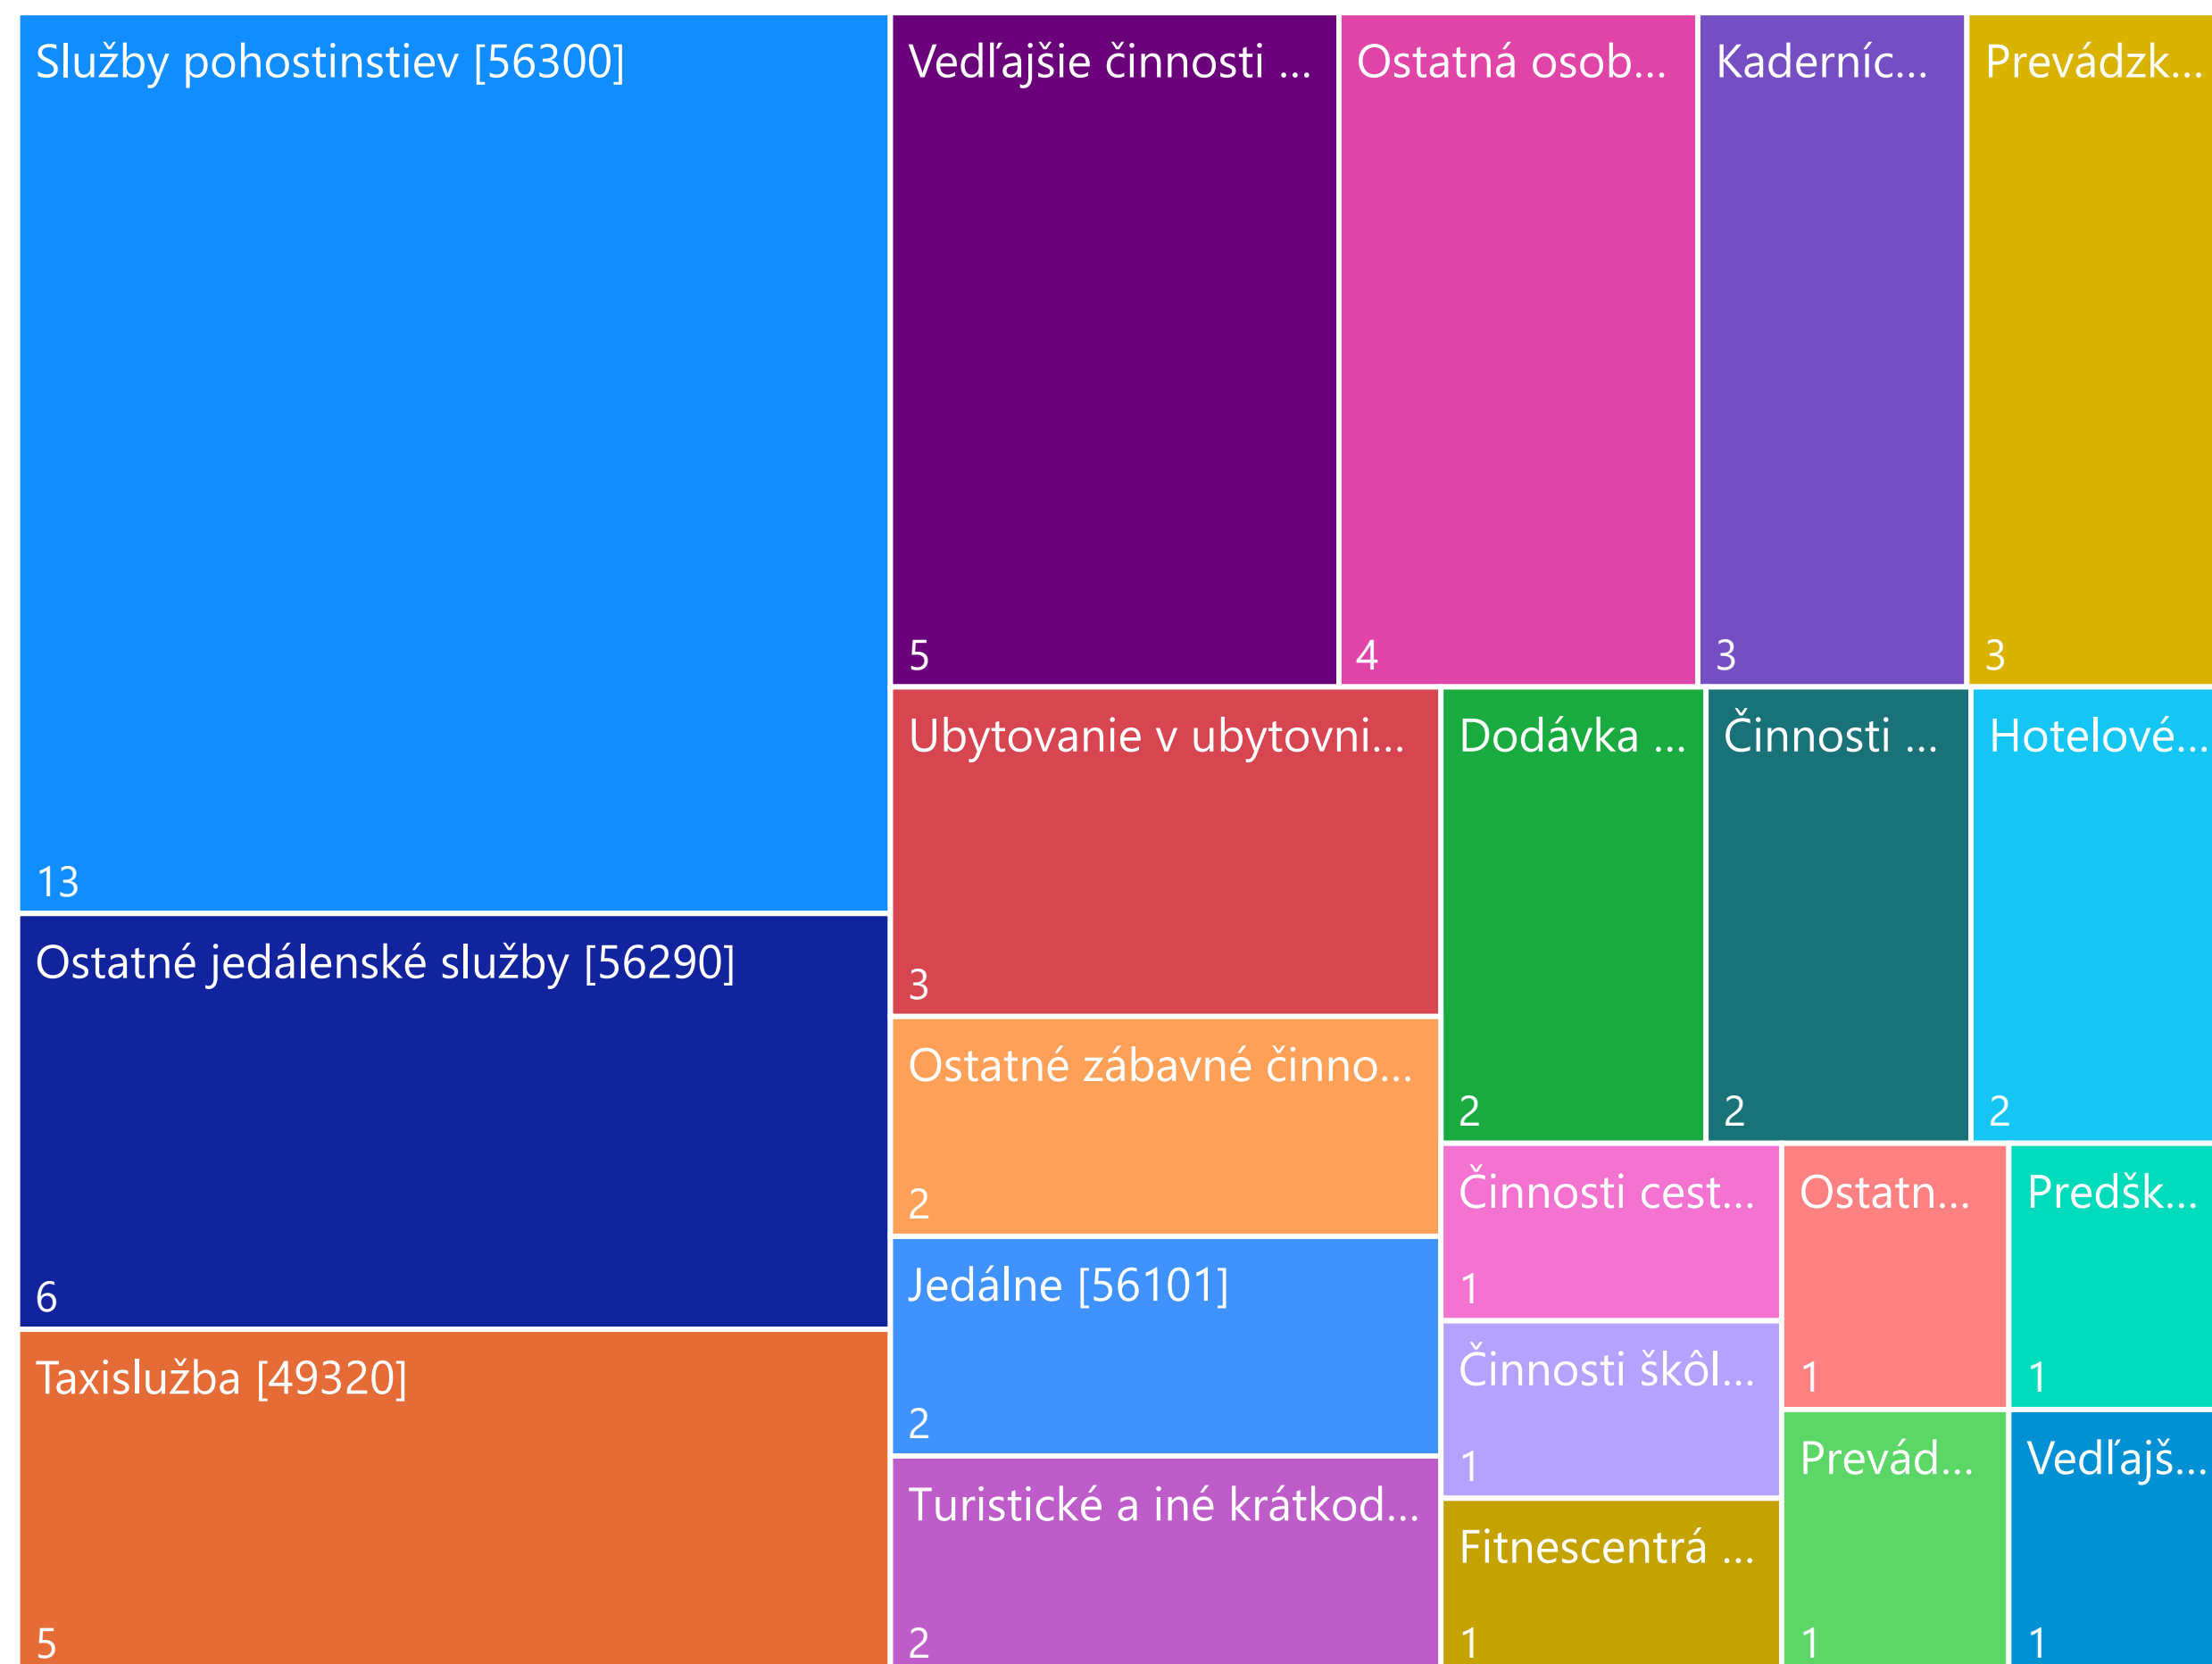 Služby pohostinstiev [56300]
13
Ostatné jedálenské služby [56290]
6
Taxislužba [49320]
5
Vedľajšie činnosti ...
5
Ostatná osob...
4
Kaderníc...
3
Prevádzk...
3
Ubytovanie v ubytovni...
3
Ostatné zábavné činno...
2
Jedálne [56101]
2
Turistické a iné krátkod...
2
Dodávka ...
2
Činnosti ...
2
Hotelové...
2
Činnosti cest...
1
Činnosti škôl...
1
Fitnescentrá ...
1
Ostatn...
1
Predšk...
1
Prevád...
1
Vedľajš...
1